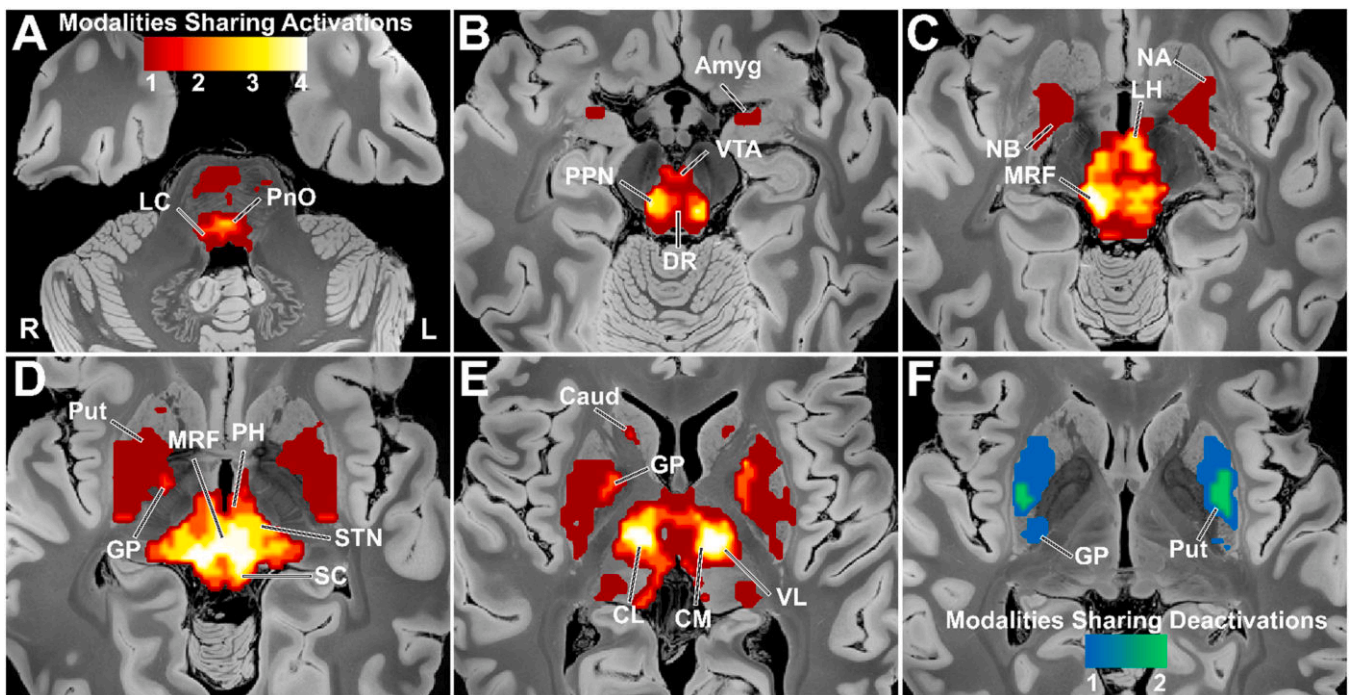 A
Modalities Sharing Activations
1 2 3 4
LC
PnO
R
L
B
Amyg
VTA
PPN
DR
C
NA
LH
NB
MRF
D
Put
MRF
PH
GP
STN
SC
E
Caud
GP
VL
CL
CM
F
GP
Put
Modalities Sharing Deactivations
1 2